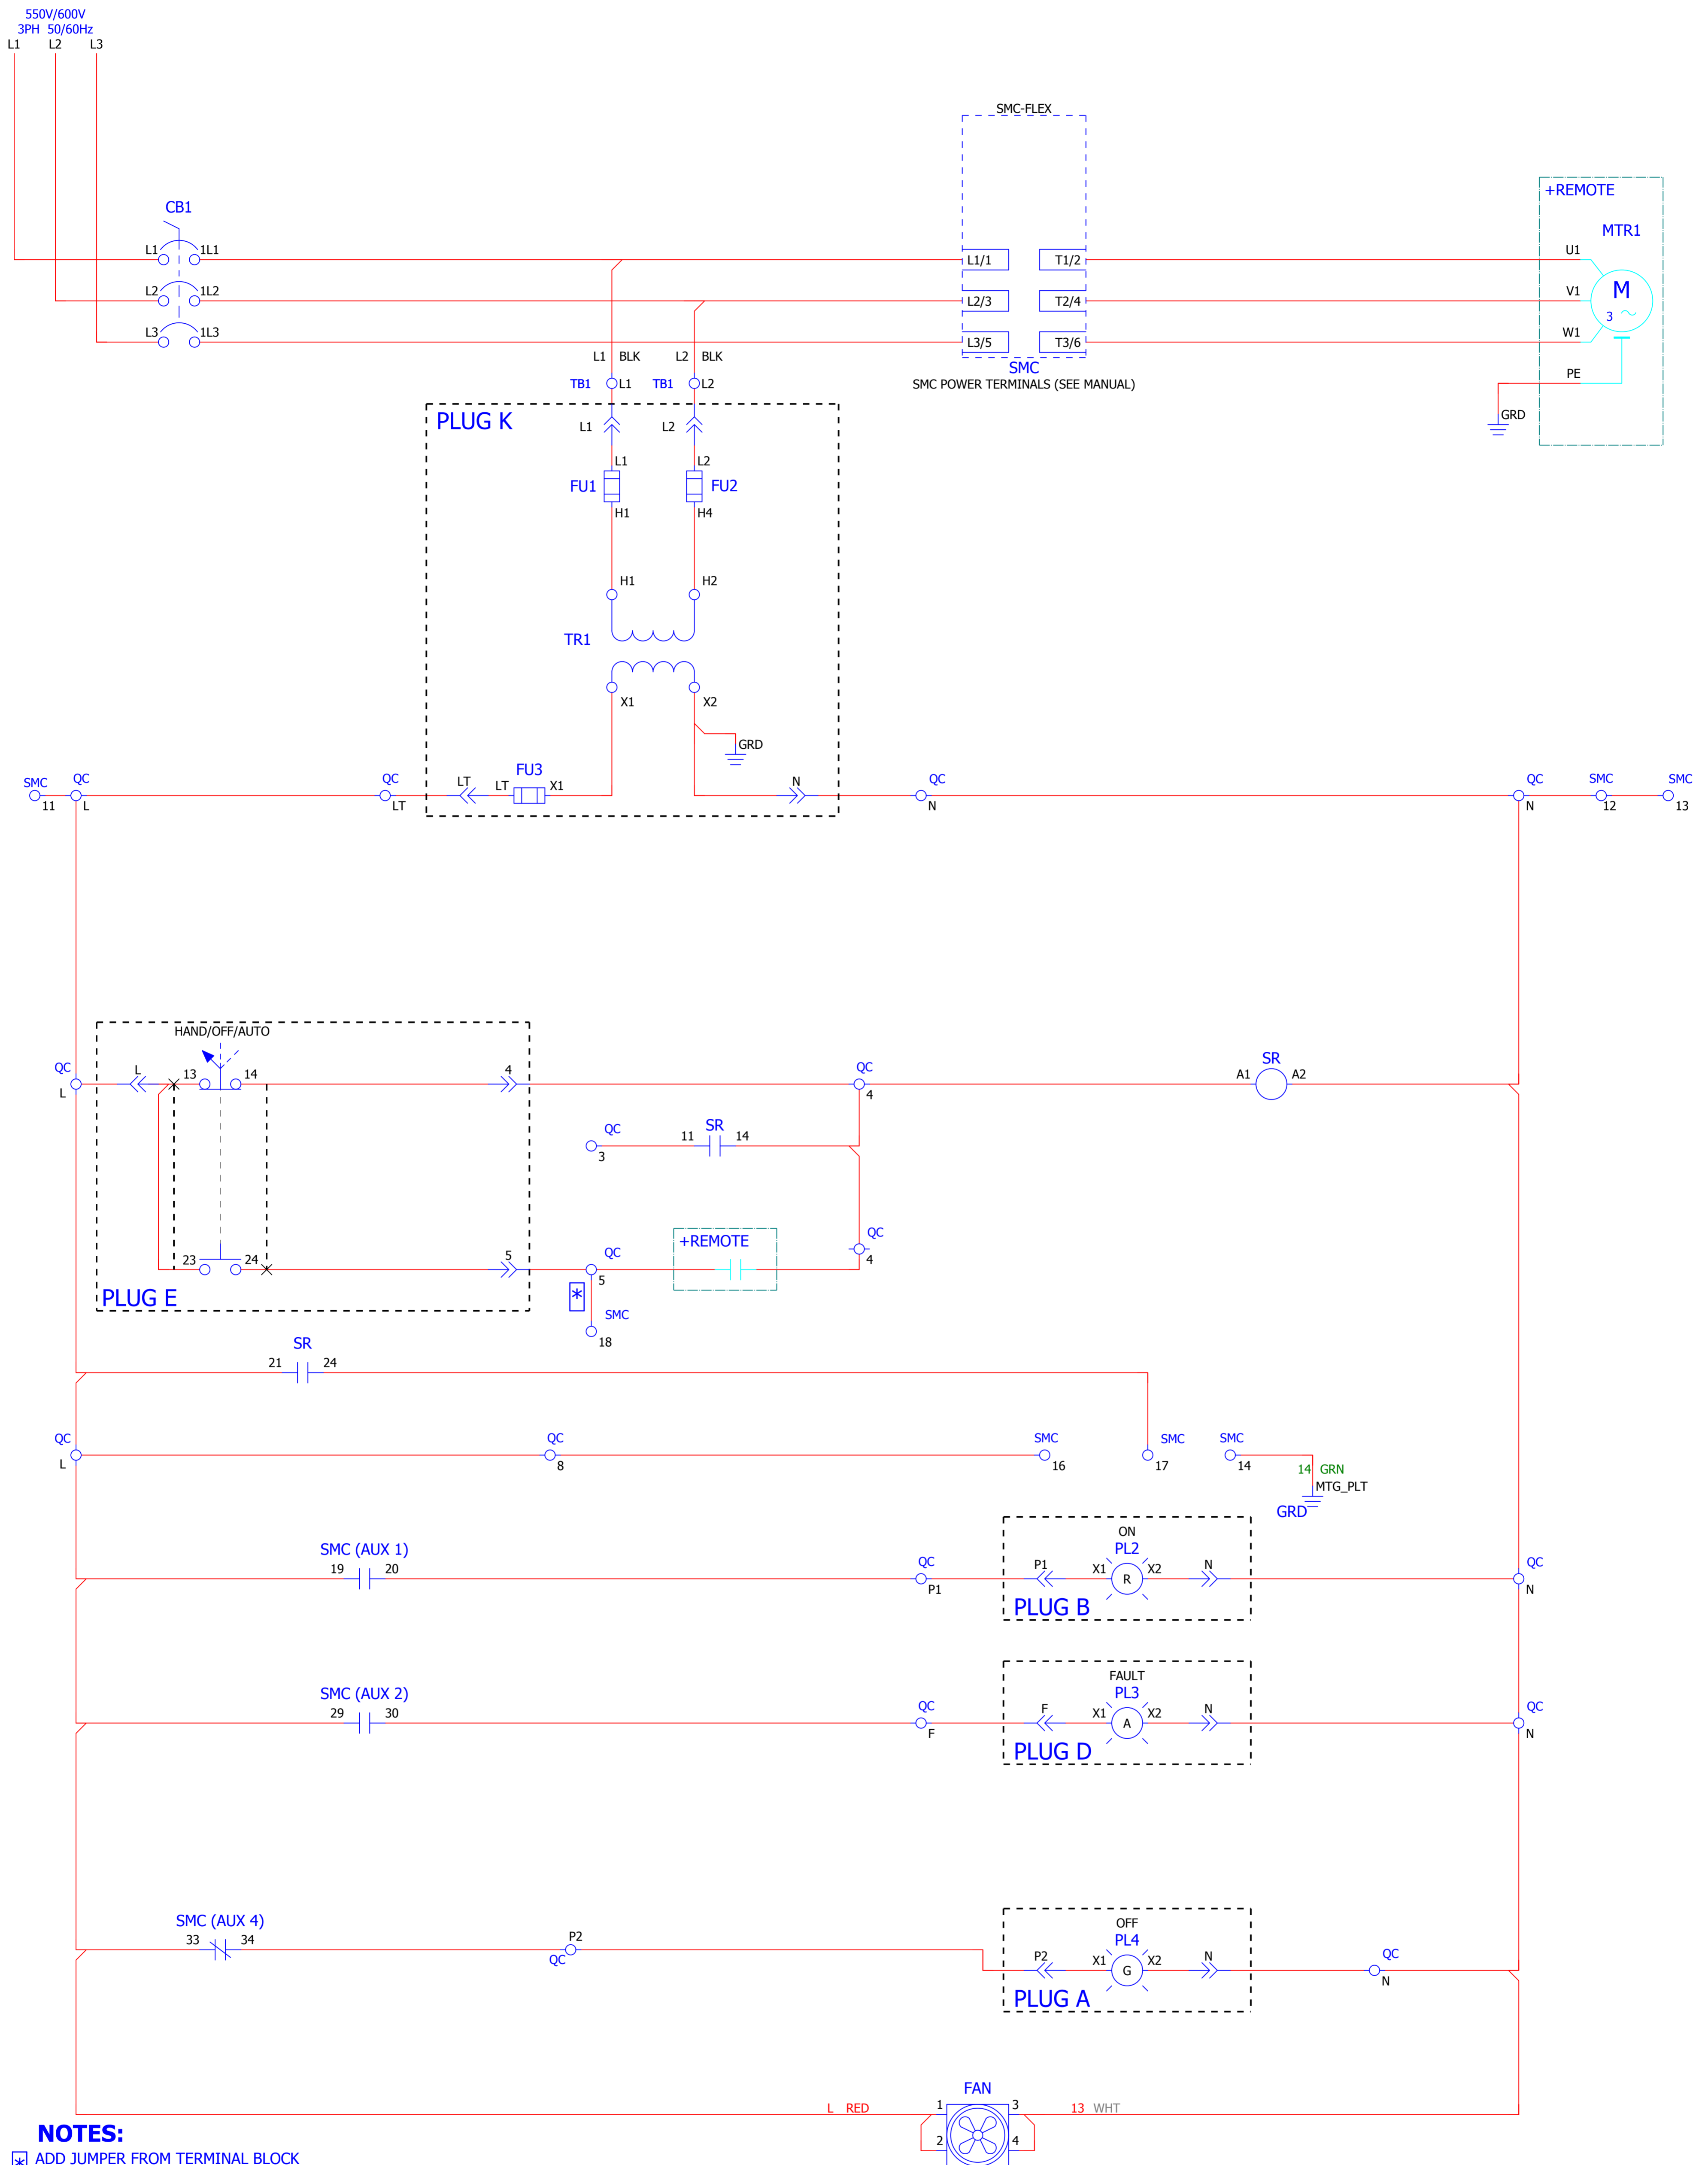 550V/600V
3PH 50/60Hz
L1 L2 L3
SMC-FLEX
+REMOTE
CB1
MTR1
L1 1L1 L1/1 T1/2 U1
L2 1L2 L2/3 T2/4 V1
M
3
L3 1L3 L3/5 T3/6 W1
L1 BLK L2 BLK
SMC
SMC POWER TERMINALS (SEE MANUAL)
PE
TB1 L1 TB1 L2
GRD
PLUG K
L1 L2
L1 L2
FU1 FU2
H1 H4
H1 H2
TR1
X1 X2
GRD
FU3
SMC QC QC LT LT X1 N QC QC SMC SMC
11 L LT N N 12 13
HAND/OFF/AUTO
QC L 13 14 4 QC SR
L 4 A1 A2
QC 11 SR 14
3
+REMOTE
QC
4
23 24 5 QC
5
PLUG E
*
SMC
18
SR
21 24
QC QC SMC SMC SMC
L 8 16 17 14
14 GRN
MTG_PLT
GRD
ON
SMC (AUX 1) PL2
19 20 QC P1 X1 R X2 N QC
P1 N
PLUG B
FAULT
SMC (AUX 2) PL3
29 30 QC F X1 A X2 N QC
F N
PLUG D
SMC (AUX 4) OFF
33 34 P2 PL4
QC P2 X1 G X2 N QC
N
PLUG A
FAN
L RED 1 3 13 WHT
2 4
NOTES:
* ADD JUMPER FROM TERMINAL BLOCK